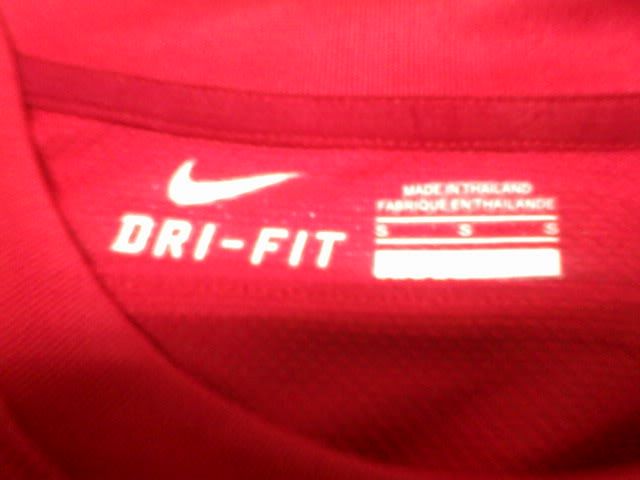 DRI-FIT
MADE IN THAILAND
FABRIQUE EN THAILANDE
S S S